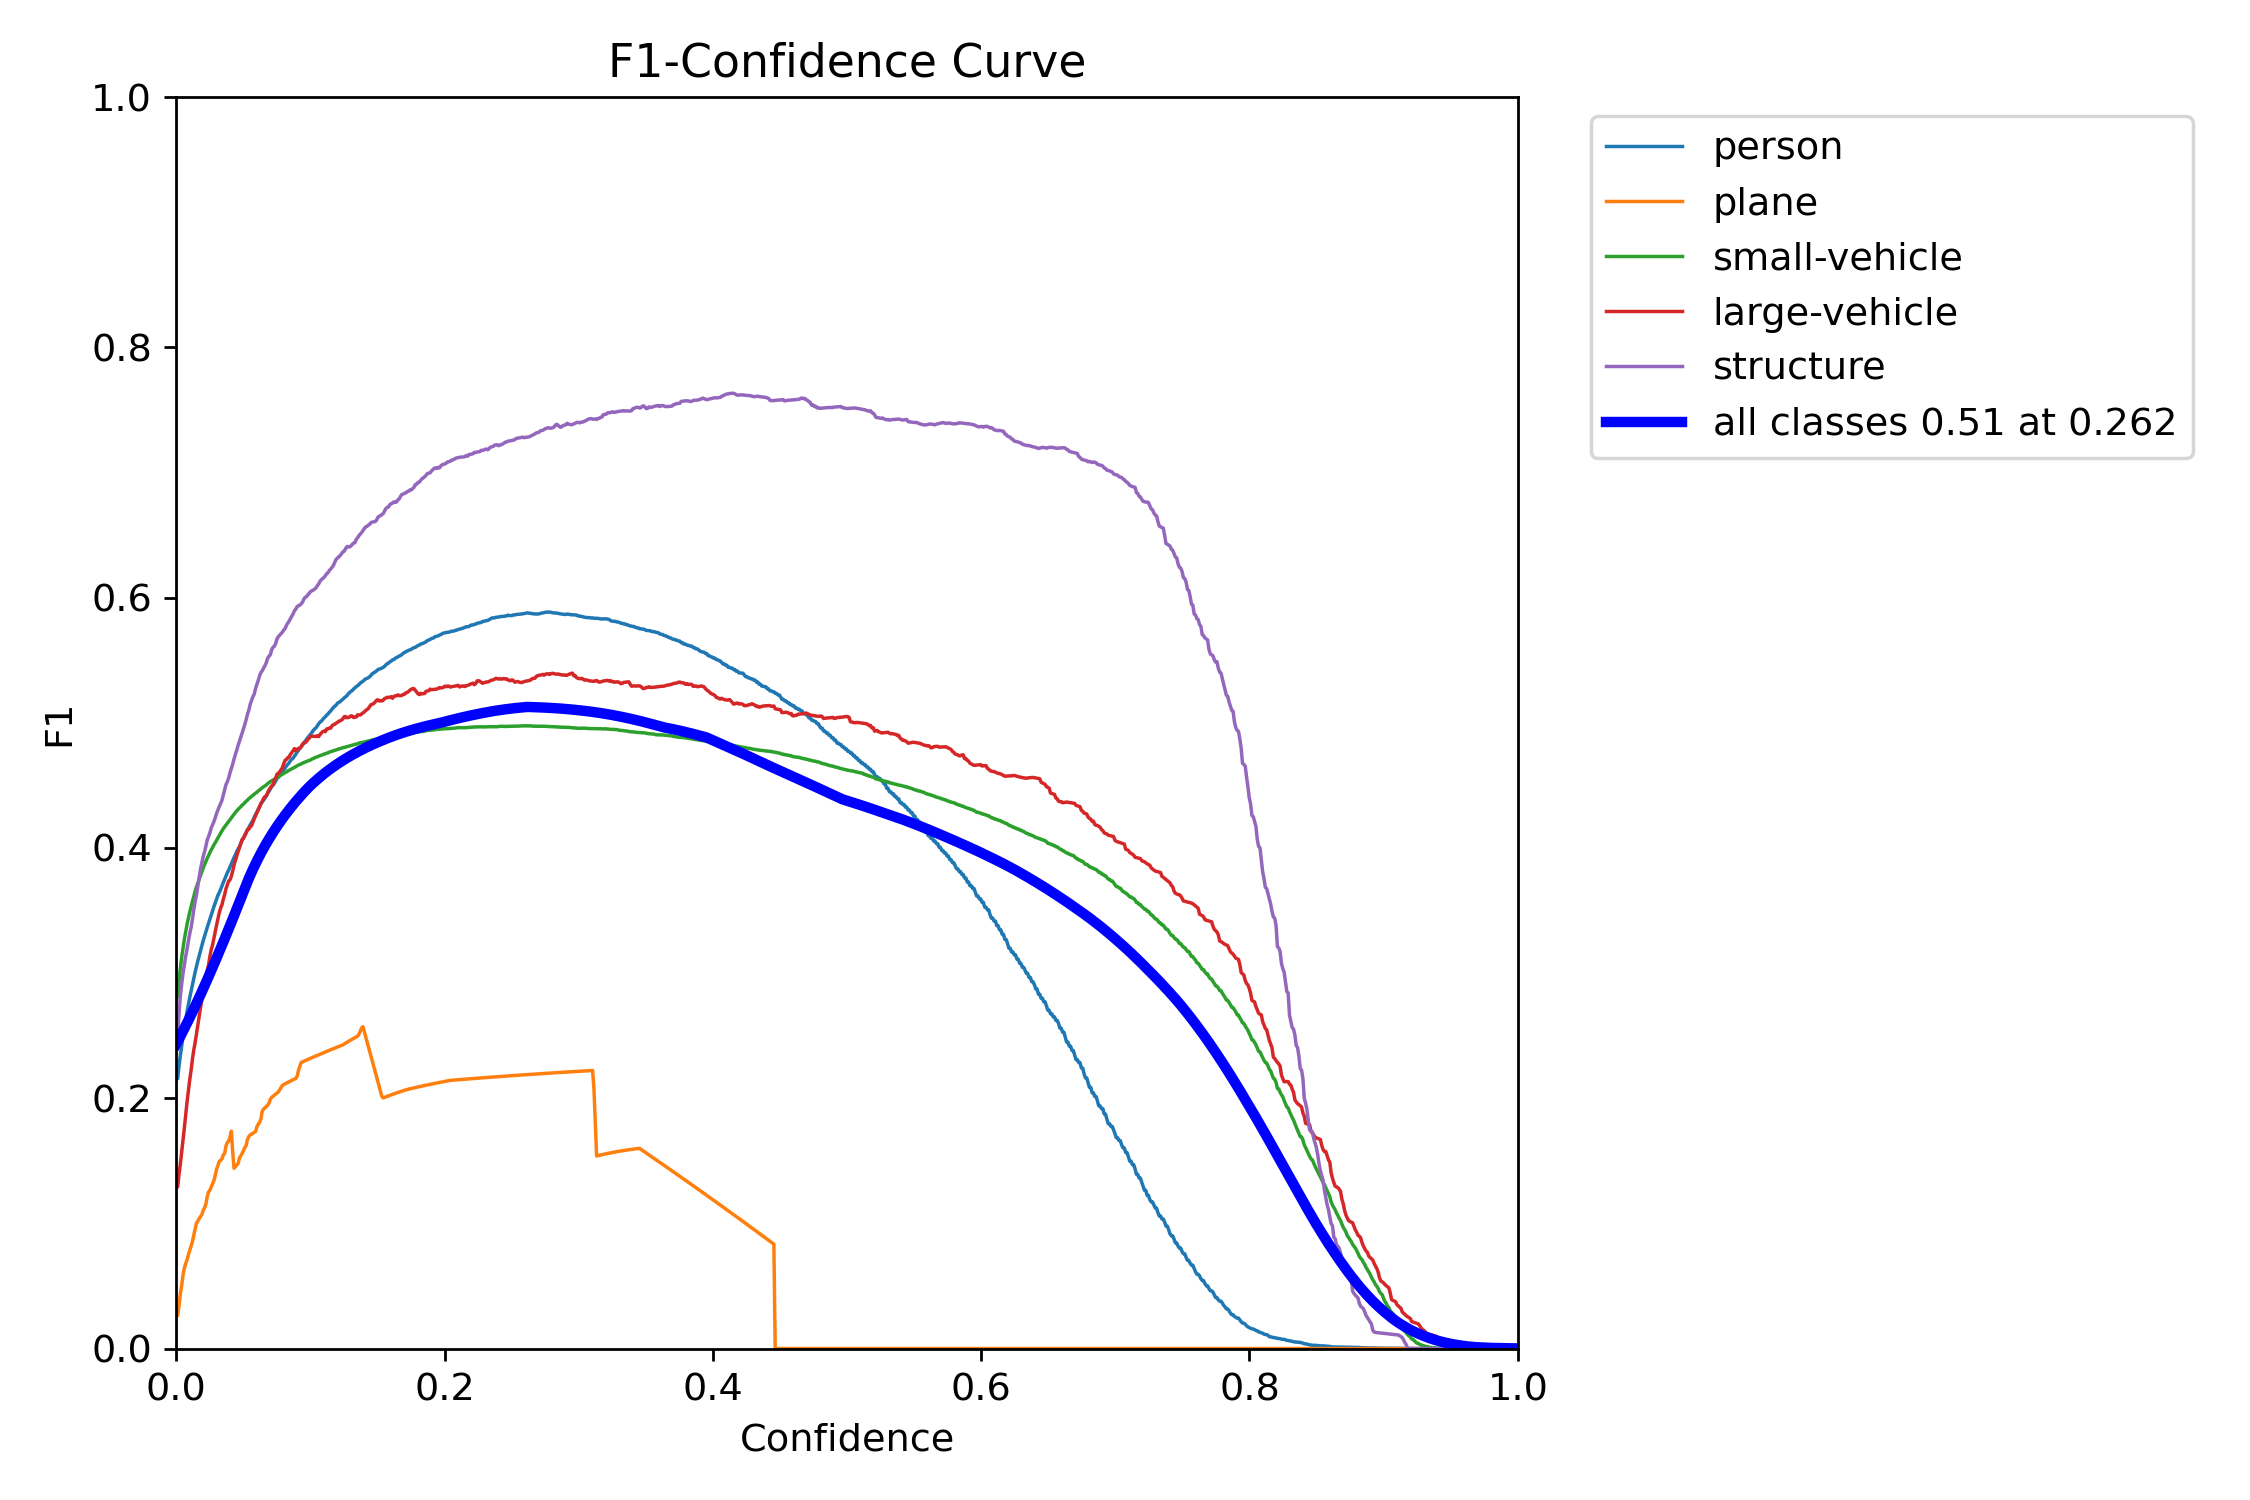 F1-Confidence Curve
1.0
0.8
0.6
0.4
0.2
0.0
F1
0.0 0.2 0.4 0.6 0.8 1.0
Confidence
person
plane
small-vehicle
large-vehicle
structure
all classes 0.51 at 0.262